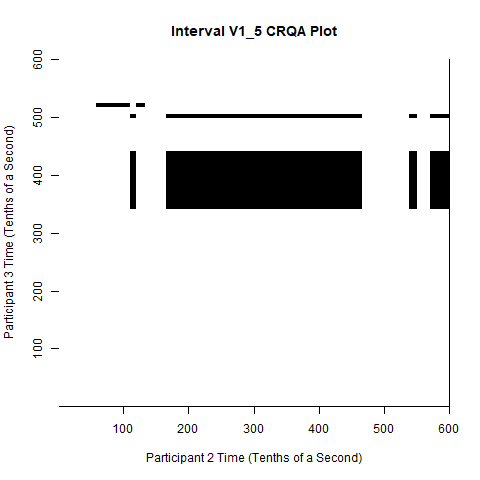 Interval V1_5 CRQA Plot
Participant 3 Time (Tenths of a Second)
600
500
400
300
200
100
100 200 300 400 500 600
Participant 2 Time (Tenths of a Second)